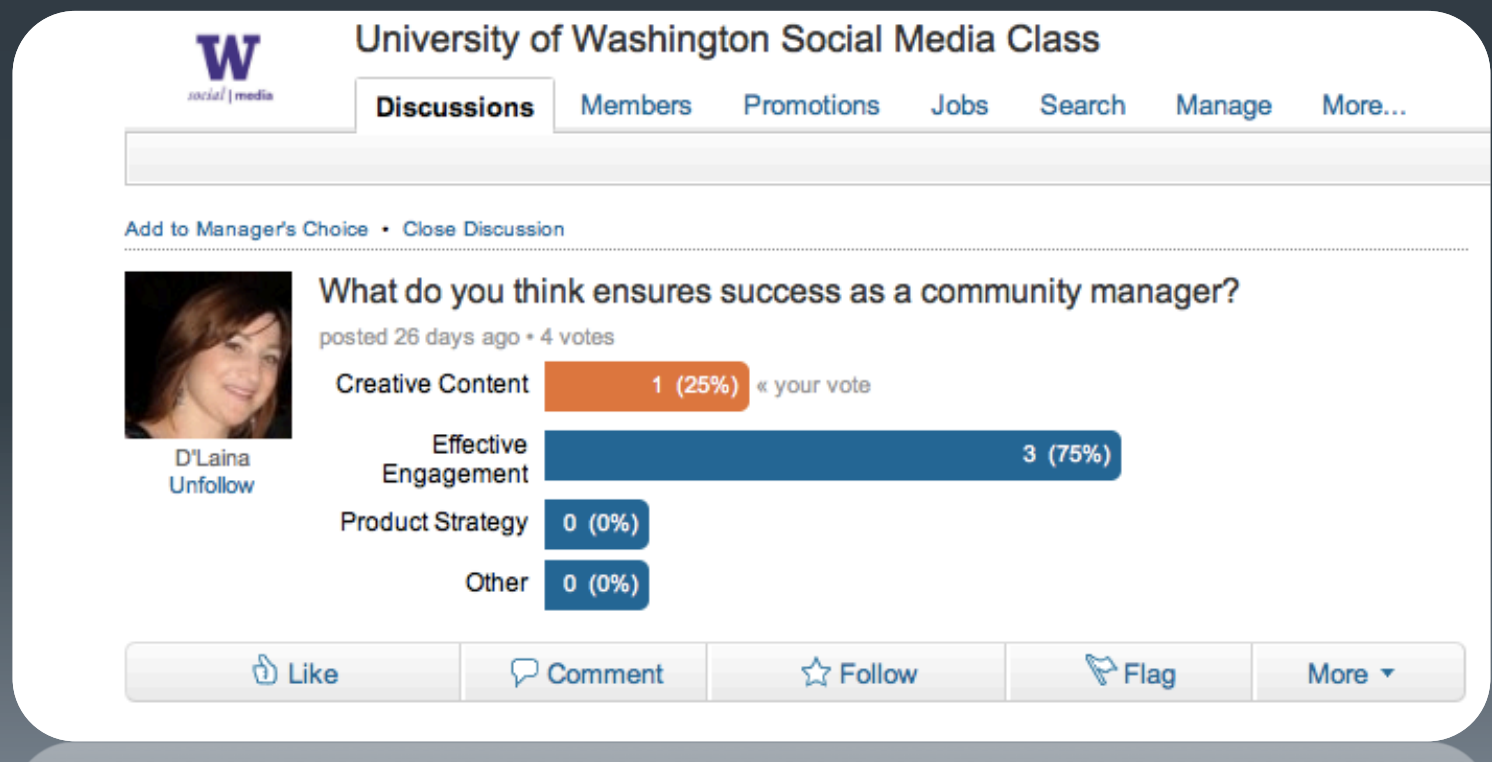 University of Washington Social Media Class
W
social | media
Discussions Members Promotions Jobs Search Manage More...
Add to Manager's Choice • Close Discussion
What do you think ensures success as a community manager?
posted 26 days ago • 4 votes
Creative Content 1 (25%) « your vote
Effective
Engagement
3 (75%)
D'Laina
Unfollow
Product Strategy 0 (0%)
Other 0 (0%)
Like Comment Follow Flag More